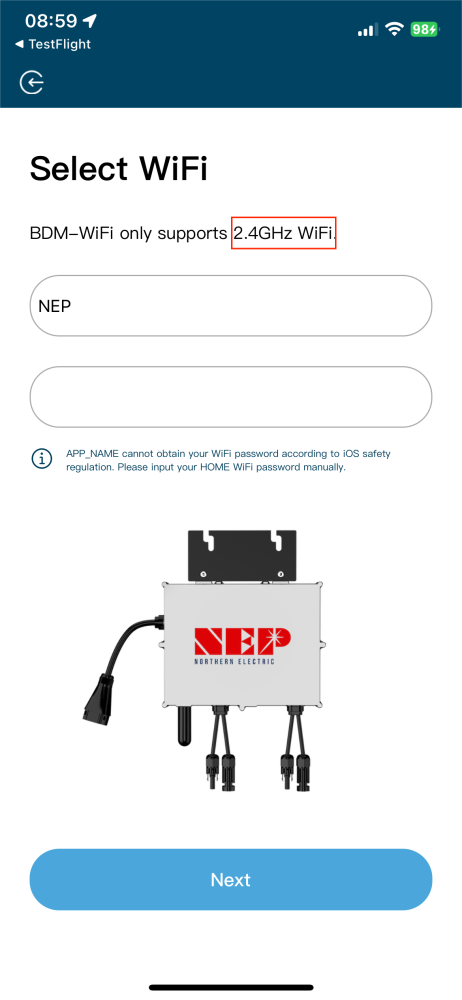 08:59
98
◀ TestFlight
Select WiFi
BDM-WiFi only supports 2.4GHz WiFi.
NEP
APP_NAME cannot obtain your WiFi password according to iOS safety
regulation. Please input your HOME WiFi password manually.
NEP
NORTHERN ELECTRIC
Next